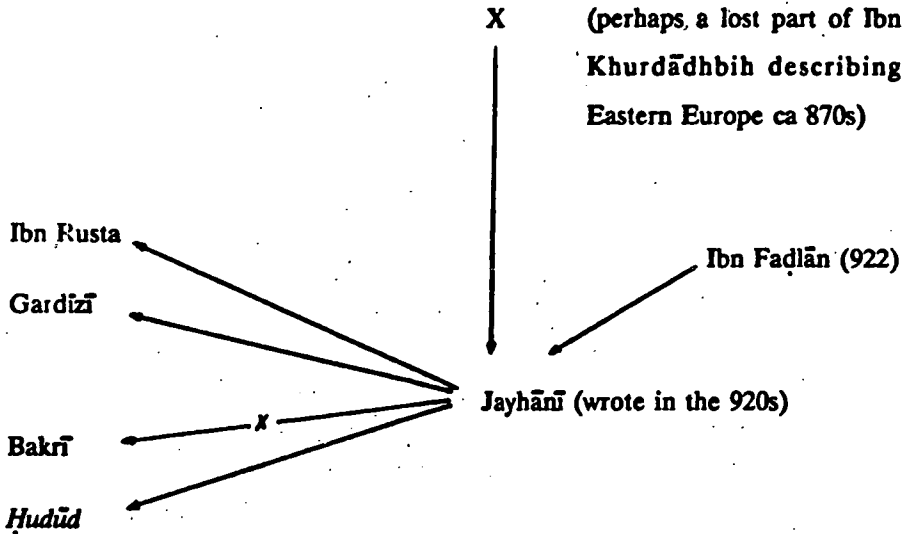 X (perhaps, a lost part of Ibn
Khurdādhbih describing
Eastern Europe ca 870s)
Ibn Rusta
Ibn Faḍlān (922)
Gardīzī
Jayhānī (wrote in the 920s)
X
Bakrī
Ḥudūd